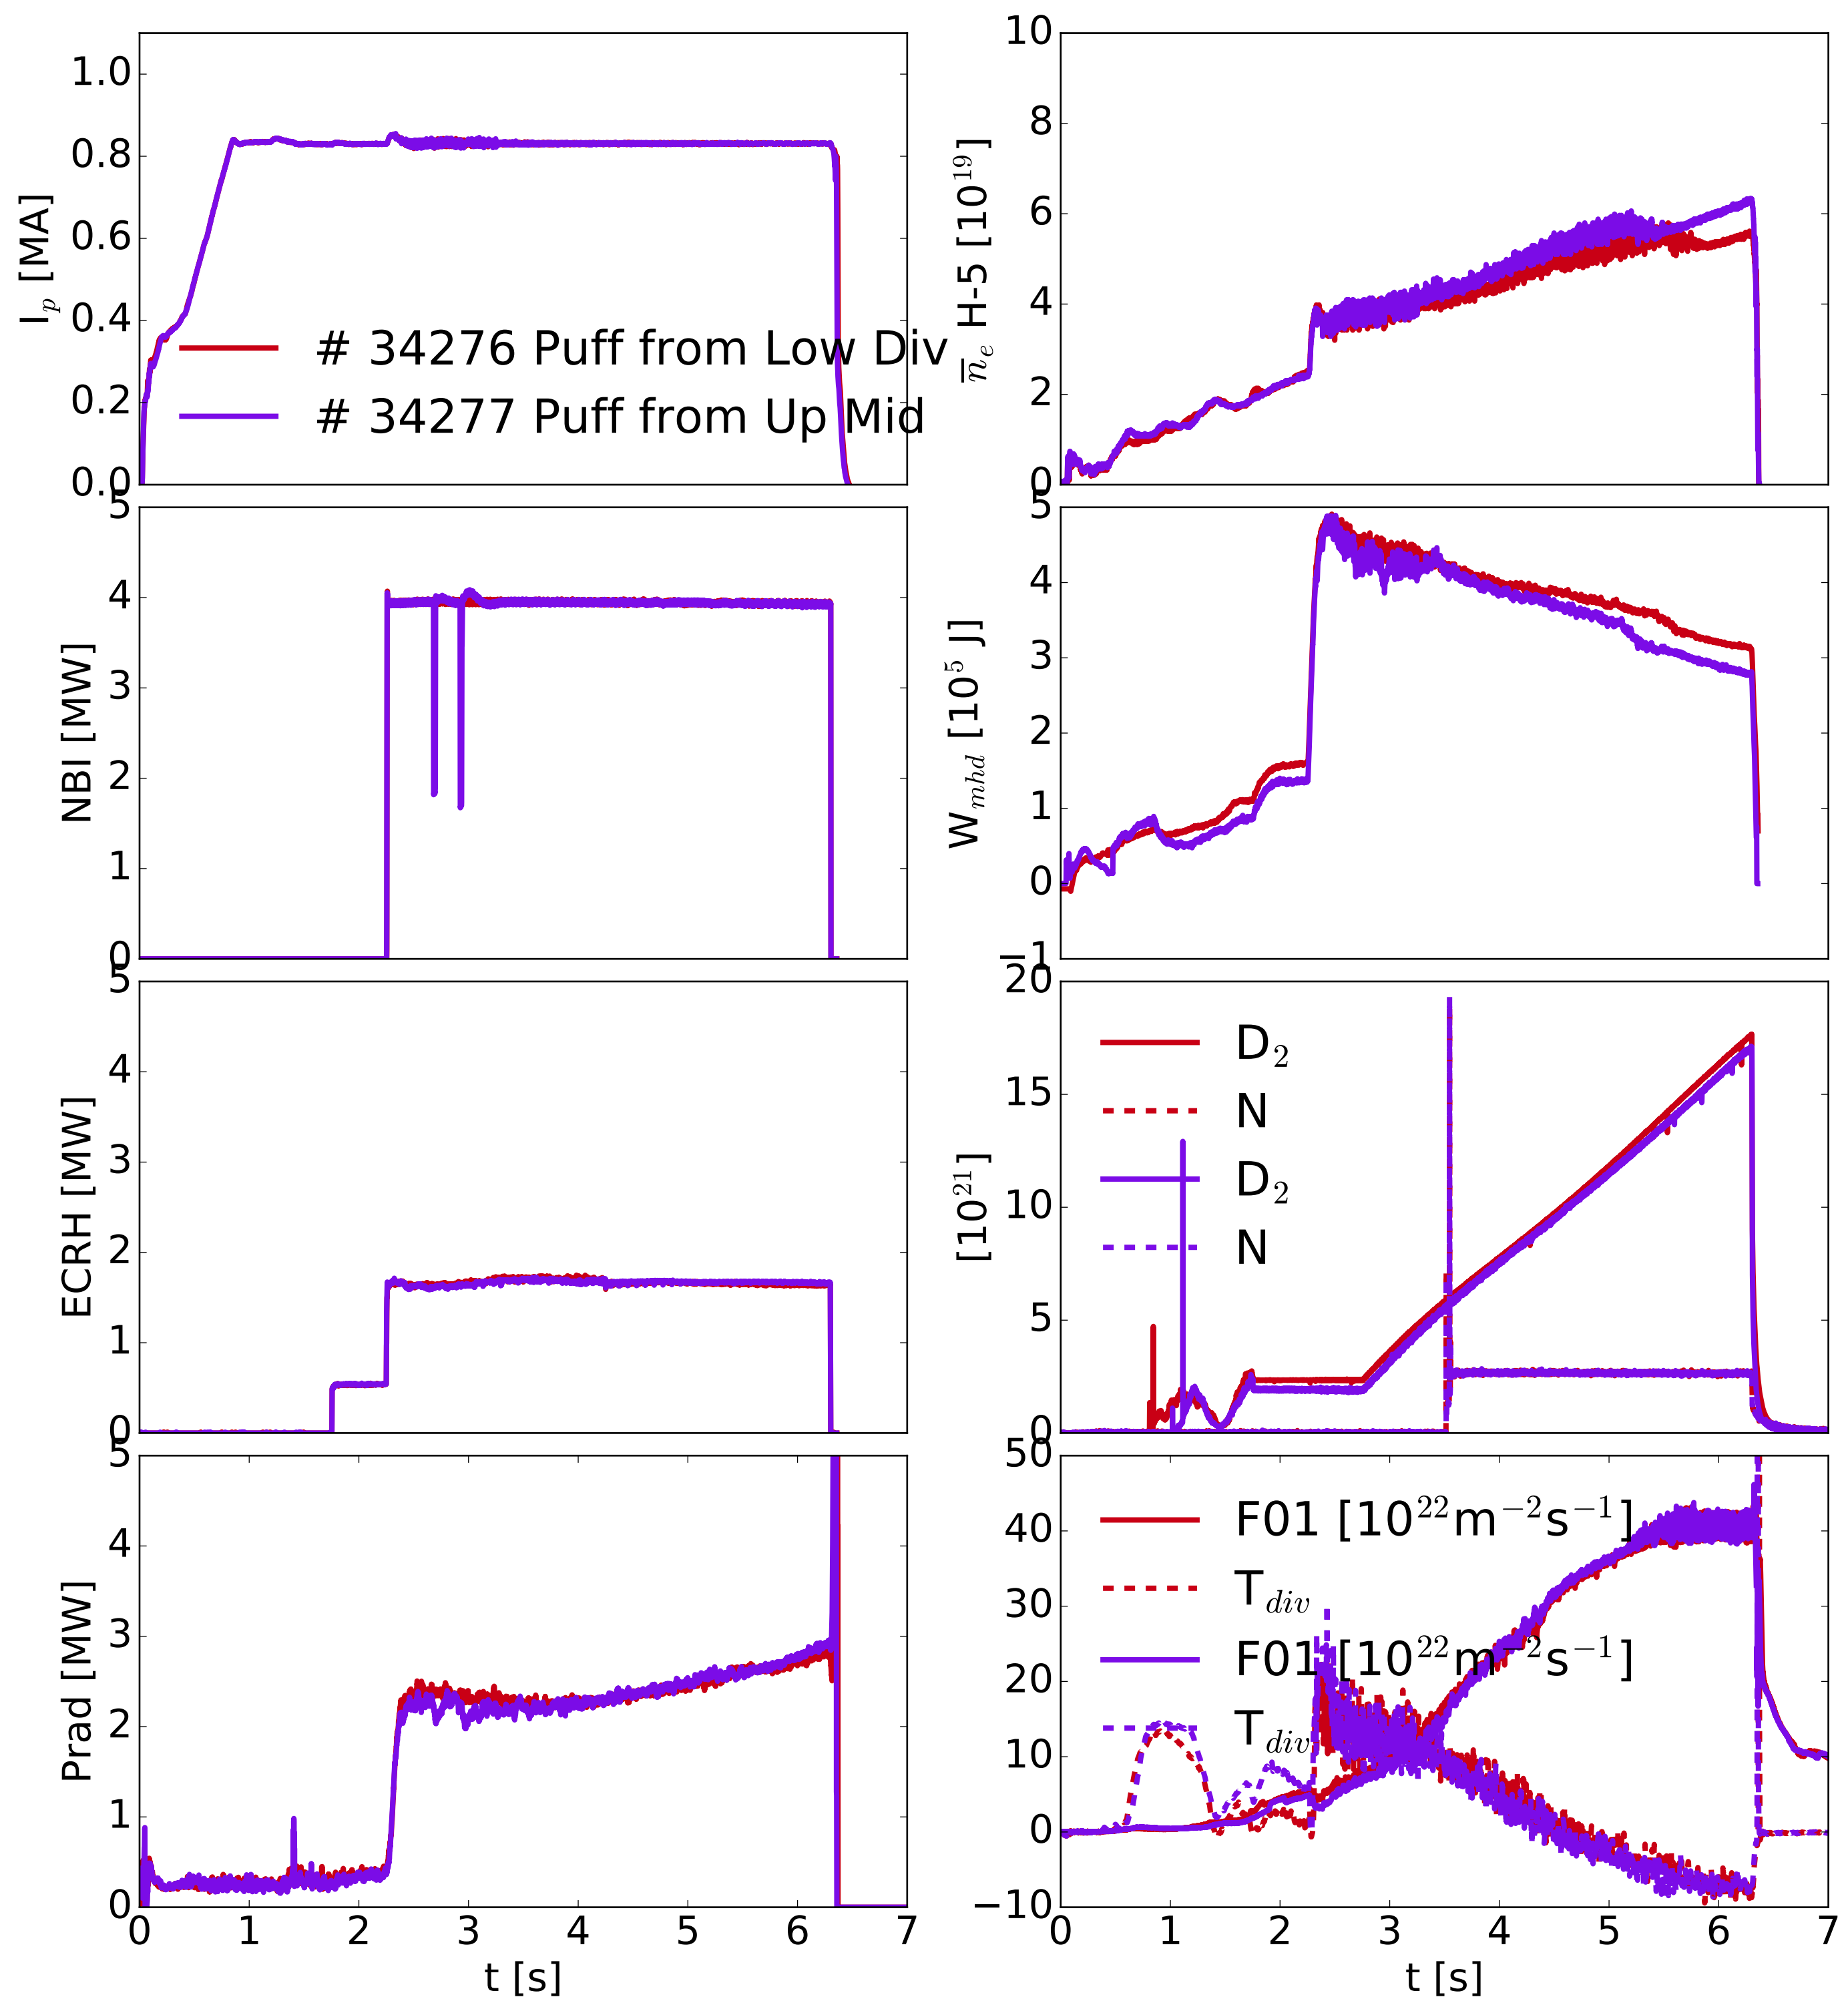 1.0
0.8
0.6
0.4
0.2
0.0
I_p [MA]
# 34276 Puff from Low Div
# 34277 Puff from Up Mid
10
8
6
4
2
0
n̅_e H-5 [10^19]
5
4
3
2
1
0
NBI [MW]
5
4
3
2
1
0
−1
W_mhd [10^5 J]
5
4
3
2
1
0
ECRH [MW]
20
15
10
5
0
[10^21]
D_2
N
D_2
N
5
4
3
2
1
0
Prad [MW]
0 1 2 3 4 5 6 7
t [s]
50
40
30
20
10
0
−10
F01 [10^22 m^−2 s^−1]
T_div
F01 [10^22 m^−2 s^−1]
T_div
0 1 2 3 4 5 6 7
t [s]